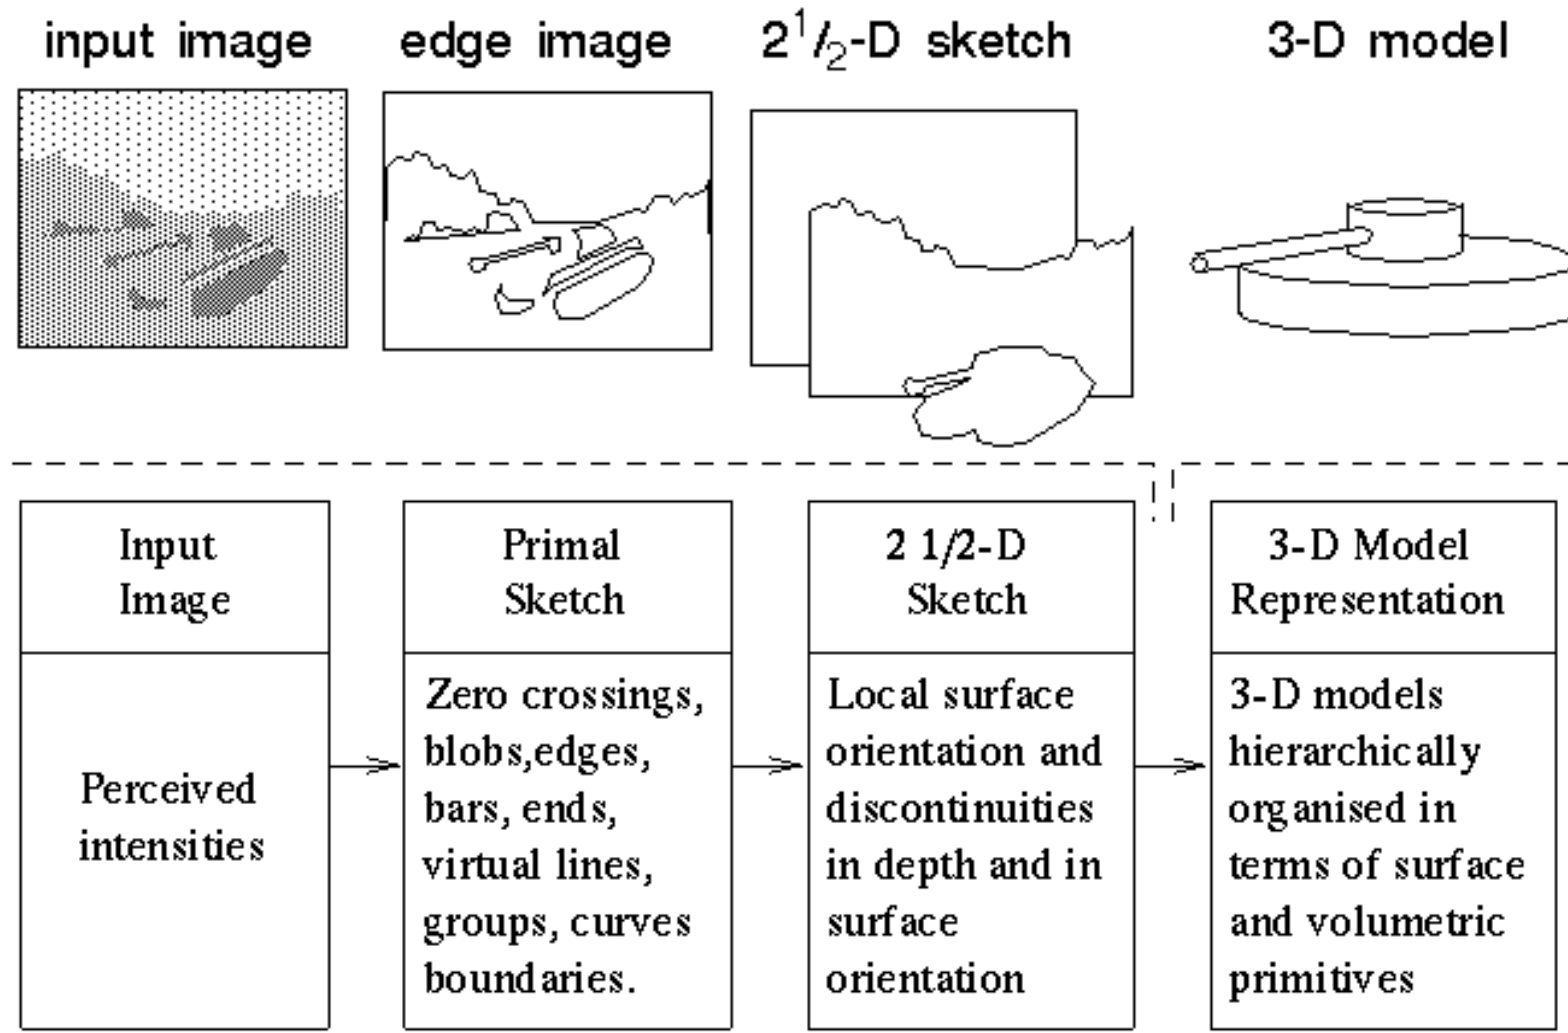 input image
edge image
2 1/2-D sketch
3-D model
Input
Image
Perceived
intensities
Primal
Sketch
Zero crossings,
blobs,edges,
bars, ends,
virtual lines,
groups, curves
boundaries.
2 1/2-D
Sketch
Local surface
orientation and
discontinuities
in depth and in
surface
orientation
3-D Model
Representation
3-D models
hierarchically
organised in
terms of surface
and volumetric
primitives